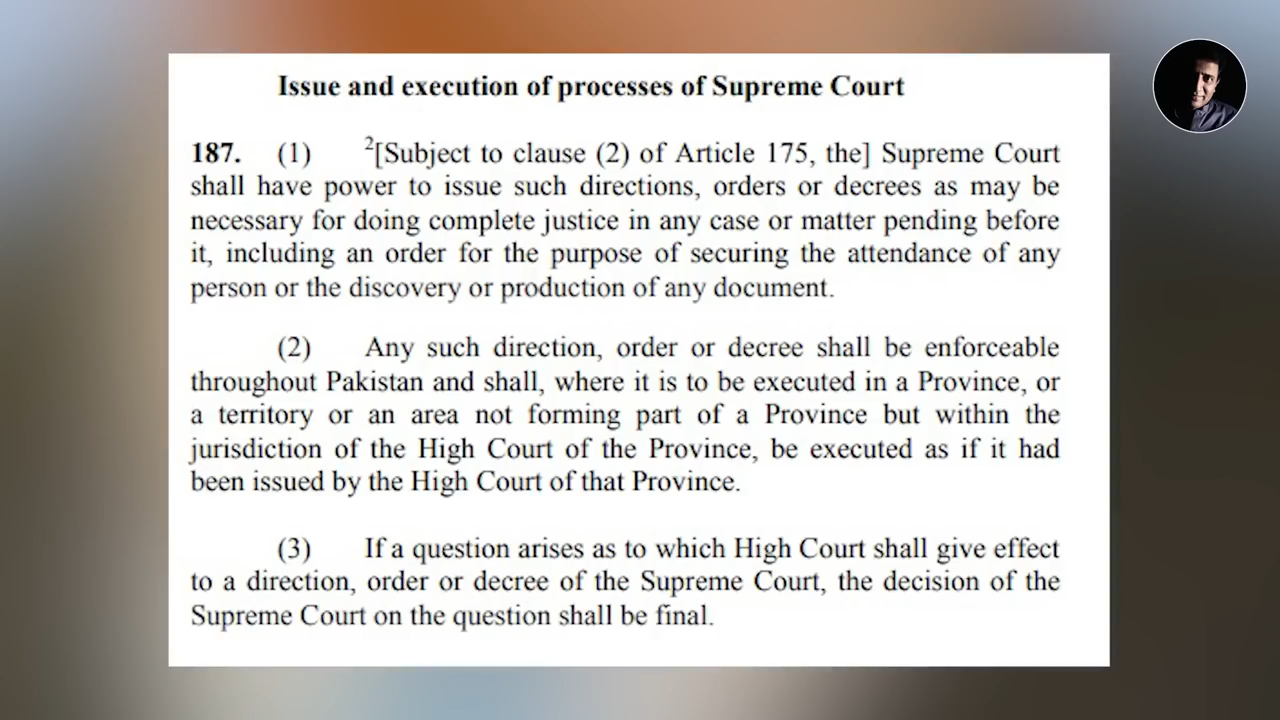 Issue and execution of processes of Supreme Court
187. (1) 2[Subject to clause (2) of Article 175, the] Supreme Court
shall have power to issue such directions, orders or decrees as may be
necessary for doing complete justice in any case or matter pending before
it, including an order for the purpose of securing the attendance of any
person or the discovery or production of any document.
(2) Any such direction, order or decree shall be enforceable
throughout Pakistan and shall, where it is to be executed in a Province, or
a territory or an area not forming part of a Province but within the
jurisdiction of the High Court of the Province, be executed as if it had
been issued by the High Court of that Province.
(3) If a question arises as to which High Court shall give effect
to a direction, order or decree of the Supreme Court, the decision of the
Supreme Court on the question shall be final.